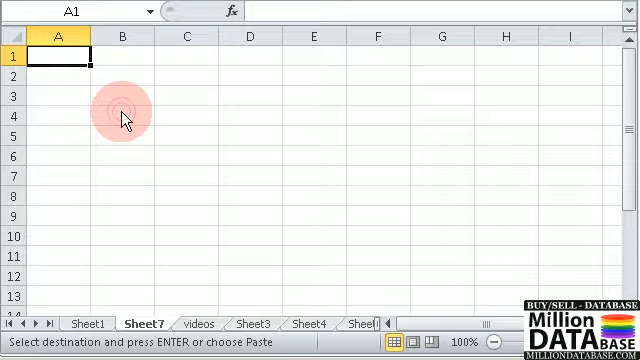 A1
fx
A B C D E F G H I
1
2
3
4
5
6
7
8
9
10
11
12
13
14
Sheet1 Sheet7 videos Sheet3 Sheet4
Select destination and press ENTER or choose Paste
100%
BUY/SELL - DATABASE
Million
DATABASE
MILLIONDATABASE.COM